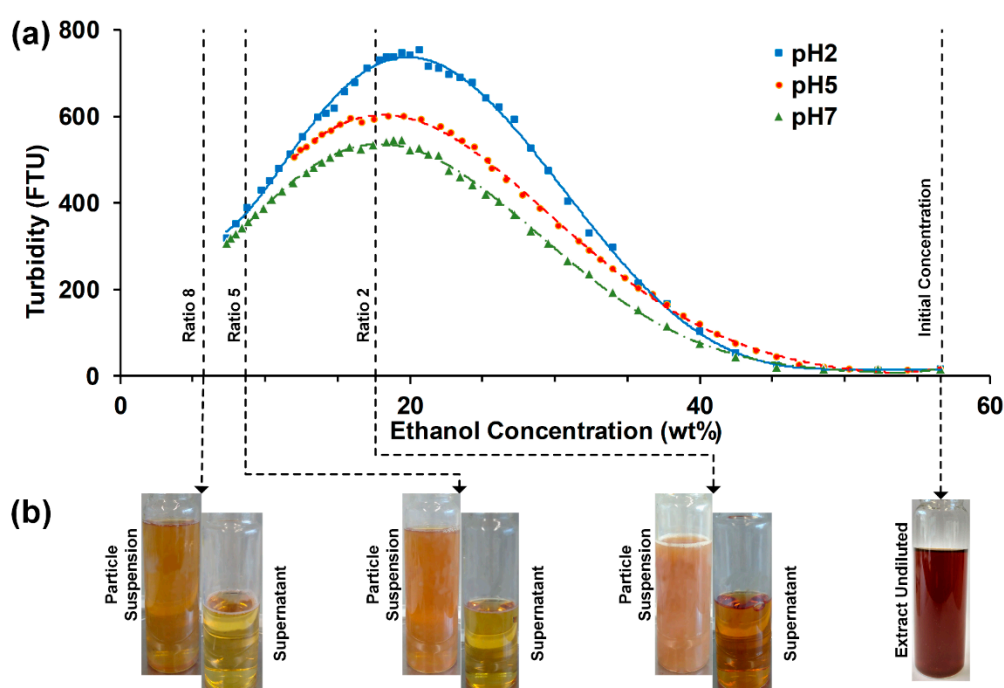 (a)
800
600
400
200
0
Turbidity (FTU)
pH2
pH5
pH7
Ratio 8
Ratio 5
Ratio 2
Initial Concentration
0
20
40
60
Ethanol Concentration (wt%)
(b)
Particle
Suspension
Supernatant
Particle
Suspension
Supernatant
Particle
Suspension
Supernatant
Extract Undiluted